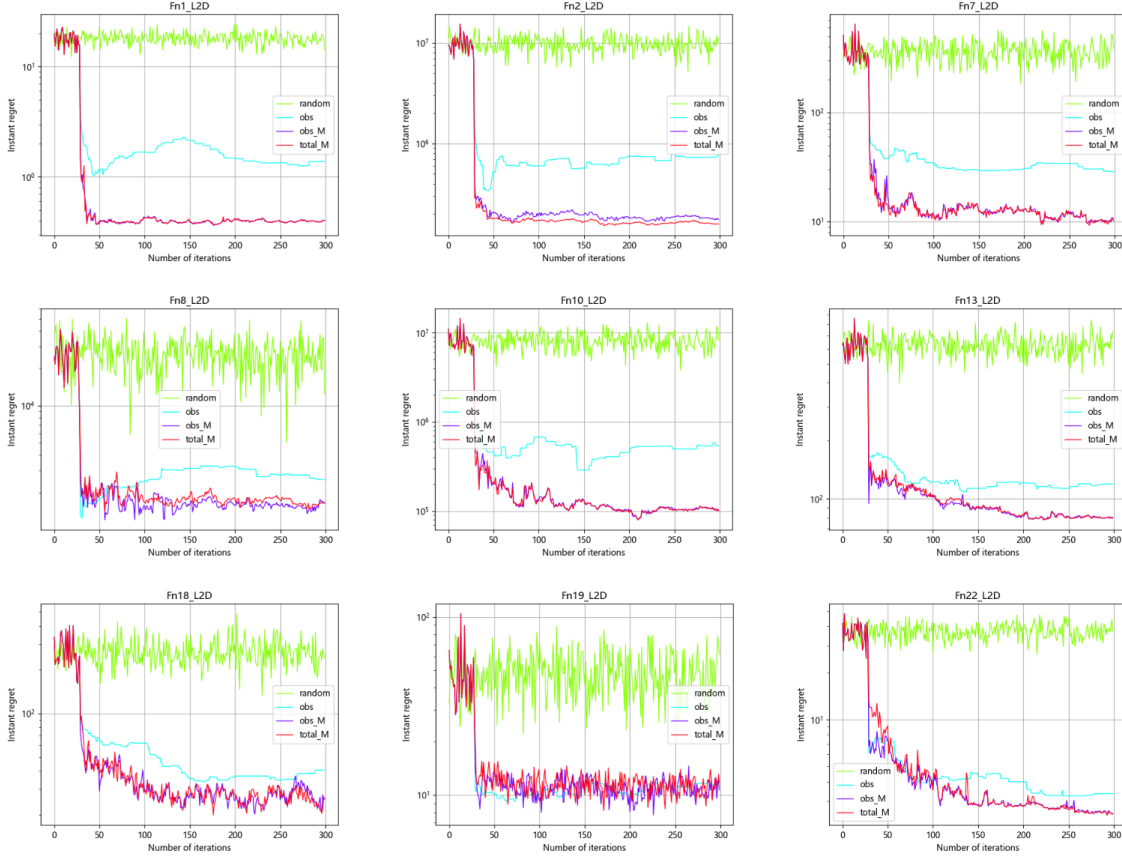 Fn1_L2D
Instant regret
10¹
10⁰
random
obs
obs_M
total_M
0 50 100 150 200 250 300
Number of iterations
Fn2_L2D
Instant regret
10⁷
10⁶
random
obs
obs_M
total_M
0 50 100 150 200 250 300
Number of iterations
Fn7_L2D
Instant regret
10²
10¹
random
obs
obs_M
total_M
0 50 100 150 200 250 300
Number of iterations
Fn8_L2D
Instant regret
10⁴
random
obs
obs_M
total_M
0 50 100 150 200 250 300
Number of iterations
Fn10_L2D
Instant regret
10⁷
10⁶
10⁵
random
obs
obs_M
total_M
0 50 100 150 200 250 300
Number of iterations
Fn13_L2D
Instant regret
10²
random
obs
obs_M
total_M
0 50 100 150 200 250 300
Number of iterations
Fn18_L2D
Instant regret
10²
random
obs
obs_M
total_M
0 50 100 150 200 250 300
Number of iterations
Fn19_L2D
Instant regret
10²
10¹
random
obs
obs_M
total_M
0 50 100 150 200 250 300
Number of iterations
Fn22_L2D
Instant regret
10¹
random
obs
obs_M
total_M
0 50 100 150 200 250 300
Number of iterations